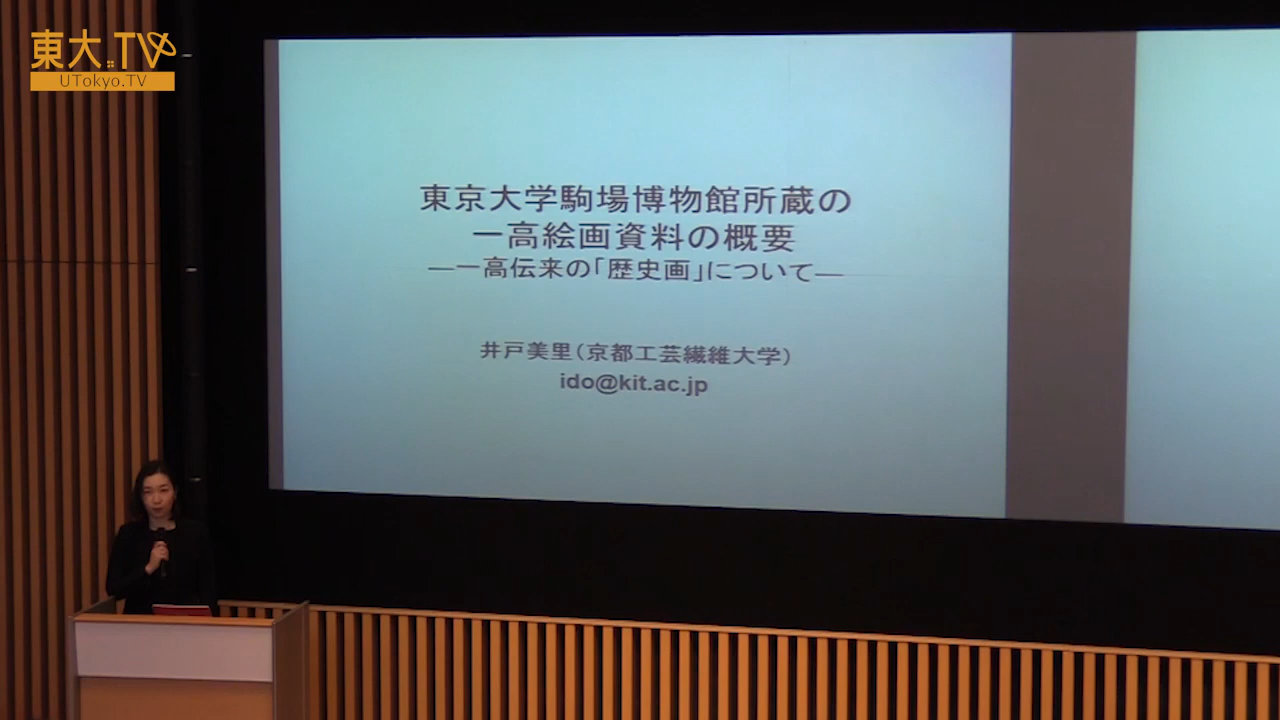 東大.TV
UTokyo.TV
東京大学駒場博物館所蔵の
一高絵画資料の概要
―一高伝来の「歴史画」について―
井戸美里（京都工芸繊維大学）
ido@kit.ac.jp